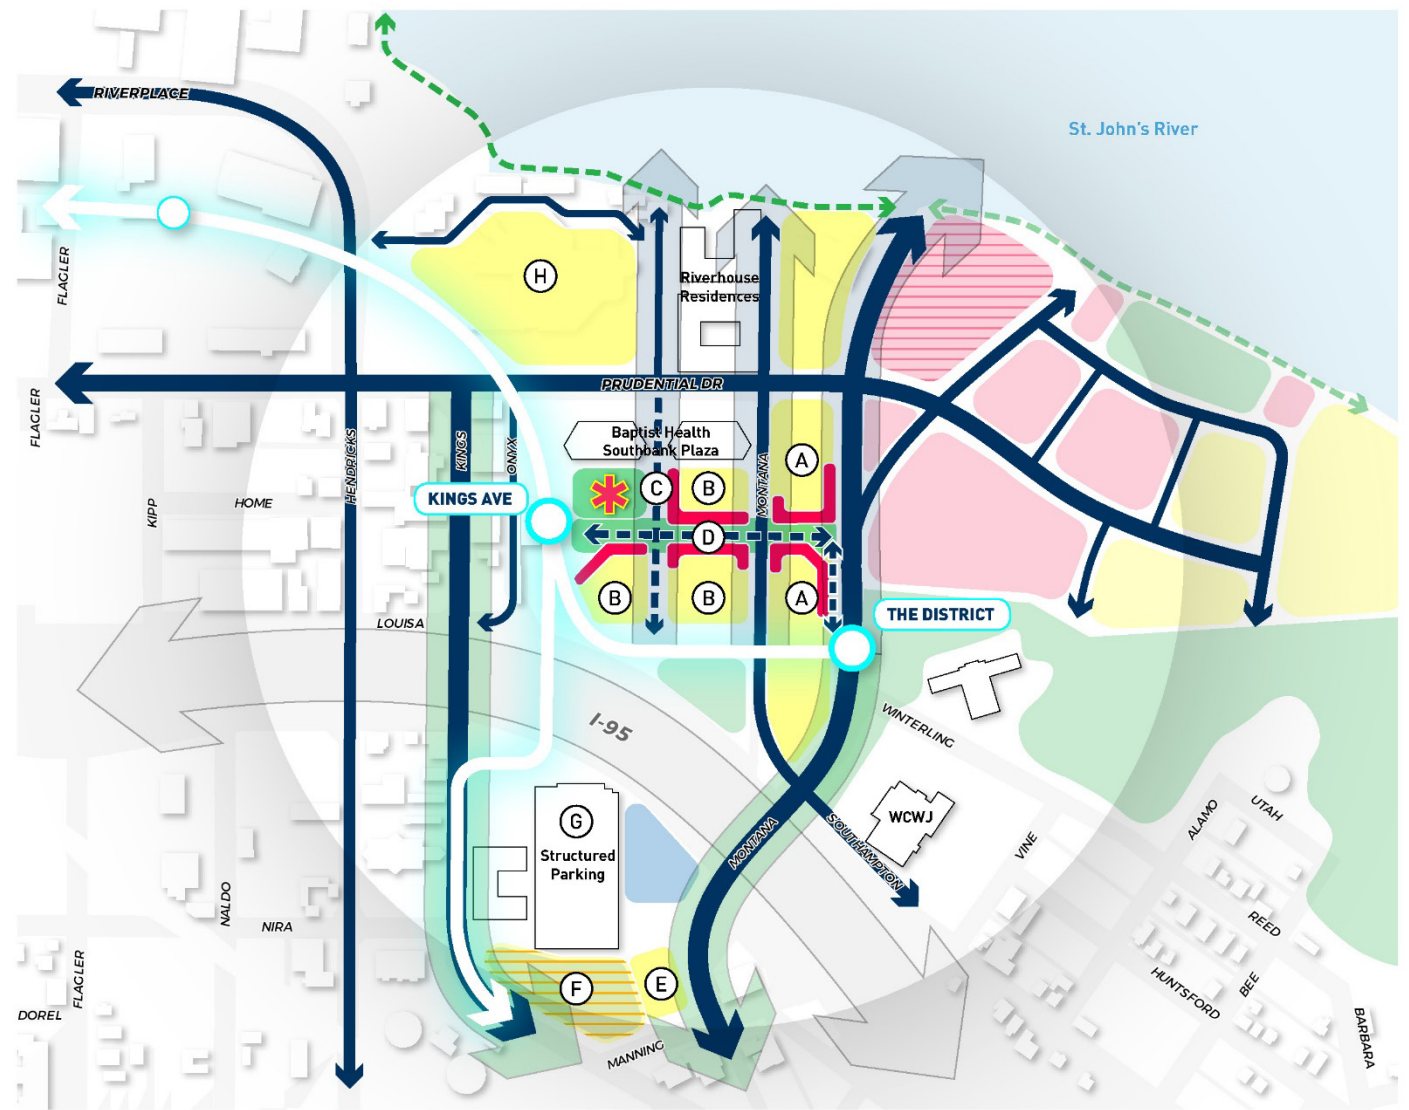 RIVERPLACE
St. John's River
FLAGLER
H
Riverhouse
Residences
FLAGLER
PRUDENTIAL DR
HENDRICKS
KINGS
ONYX
Baptist Health
Southbank Plaza
MONTANA
A
KIPP
HOME
KINGS AVE
C
B
D
B
B
A
LOUISA
THE DISTRICT
I-95
WINTERLING
G
Structured
Parking
MONTANA
SOUTHAMPTON
WCWJ
VINE
ALAMO
UTAH
NALDO
NIRA
REED
FLAGLER
F
E
HUNTSFORD
BEE
DOREL
MANNING
BARBARA